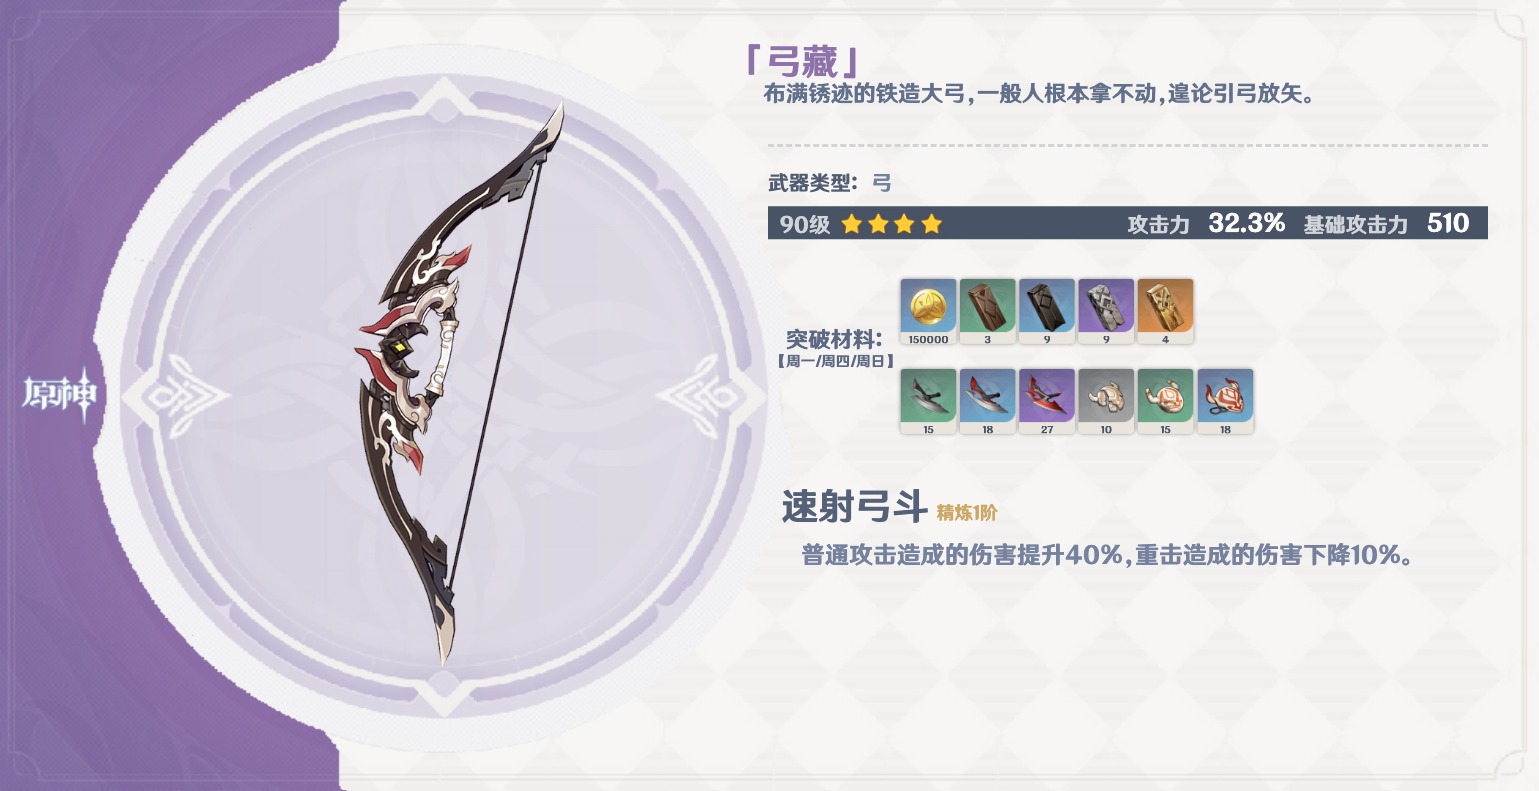 原神
「弓藏」
布满锈迹的铁造大弓,一般人根本拿不动,遑论引弓放矢。
武器类型: 弓
90级 攻击力 32.3% 基础攻击力 510
突破材料:
【周一/周四/周日】
150000 3 9 9 4
15 18 27 10 15 18
速射弓斗 精炼1阶
普通攻击造成的伤害提升40%,重击造成的伤害下降10%。